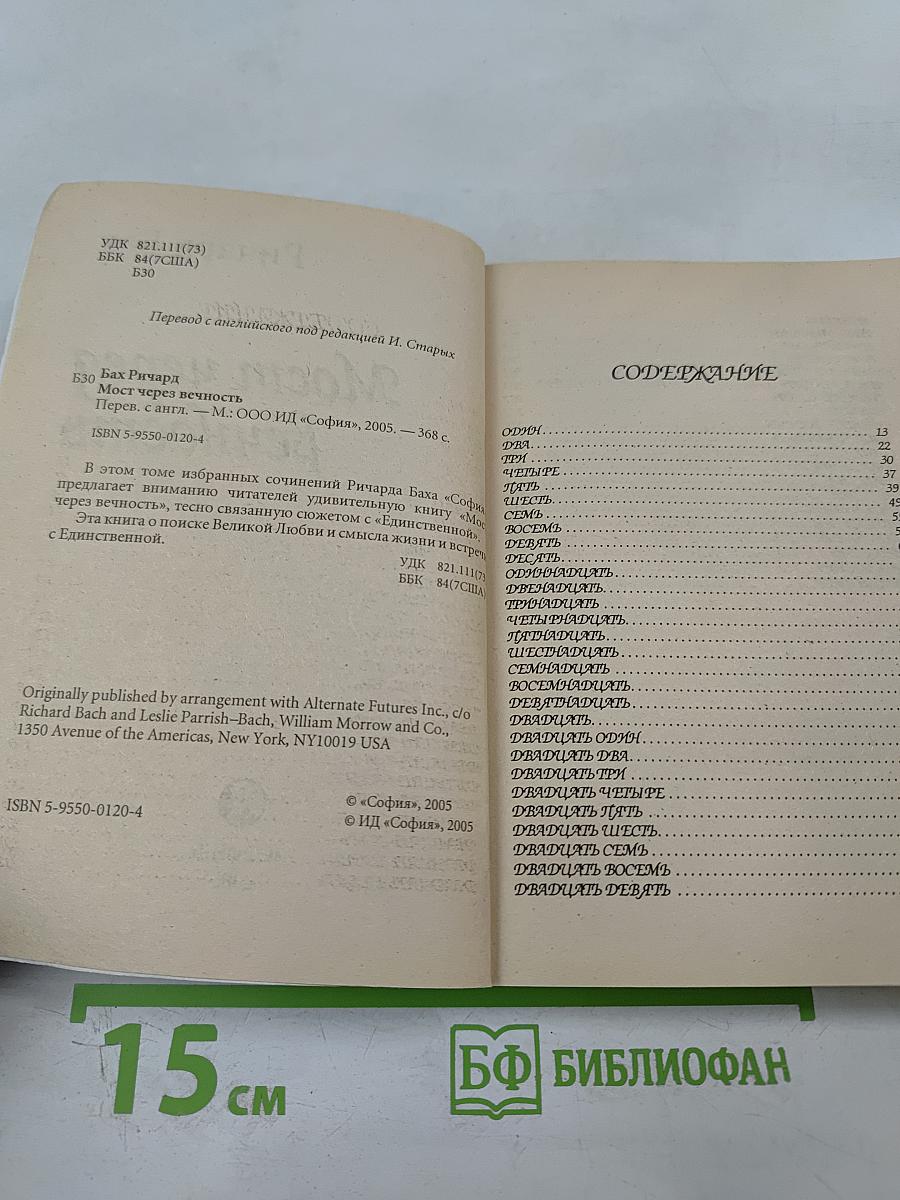 УДК 821.111(73)
ББК 84(7США)
Б30
Перевод с английского под редакцией И. Старых
Бах Ричард
Б30 Мост через вечность
Перев. с англ. — М.: ООО ИД «София», 2005. — 368 с.
ISBN 5-9550-0120-4
В этом томе избранных сочинений Ричарда Баха «София
предлагает вниманию читателей удивительную книгу «Мос
через вечность», тесно связанную сюжетом с «Единственной».
Эта книга о поиске Великой Любви и смысла жизни и встреч
с Единственной.
УДК 821.111(73
ББК 84(7США
Originally published by arrangement with Alternate Futures Inc., c/o
Richard Bach and Leslie Parrish–Bach, William Morrow and Co.,
1350 Avenue of the Americas, New York, NY10019 USA
ISBN 5-9550-0120-4
© «София», 2005
© ИД «София», 2005
СОДЕРЖАНИЕ
ОДИН 13
ДВА 22
ТРИ 30
ЧЕТЫРЕ 37
ПЯТЬ 39
ШЕСТЬ
СЕМЬ
ВОСЕМЬ
ДЕВЯТЬ
ДЕСЯТЬ
ОДИННАДЦАТЬ
ДВЕНАДЦАТЬ
ТРИНАДЦАТЬ
ЧЕТЫРНАДЦАТЬ
ПЯТНАДЦАТЬ
ШЕСТНАДЦАТЬ
СЕМНАДЦАТЬ
ВОСЕМНАДЦАТЬ
ДЕВЯТНАДЦАТЬ
ДВАДЦАТЬ
ДВАДЦАТЬ ОДИН
ДВАДЦАТЬ ДВА
ДВАДЦАТЬ ТРИ
ДВАДЦАТЬ ЧЕТЫРЕ
ДВАДЦАТЬ ПЯТЬ
ДВАДЦАТЬ ШЕСТЬ
ДВАДЦАТЬ СЕМЬ
ДВАДЦАТЬ ВОСЕМЬ
ДВАДЦАТЬ ДЕВЯТЬ
15 см
БФ БИБЛИОФАН